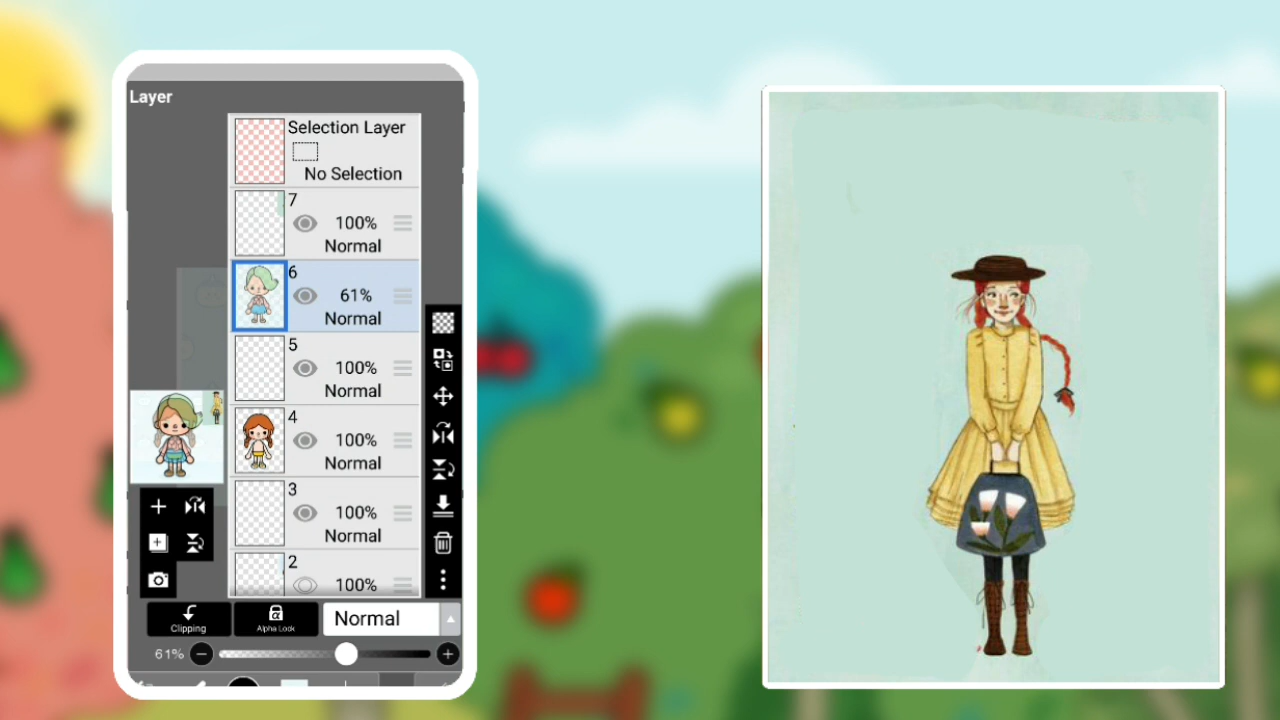 Layer
Selection Layer
No Selection
7
100%
Normal
6
61%
Normal
5
100%
Normal
4
100%
Normal
3
100%
Normal
2
100%
Clipping
α
Alpha Lock
Normal
61%